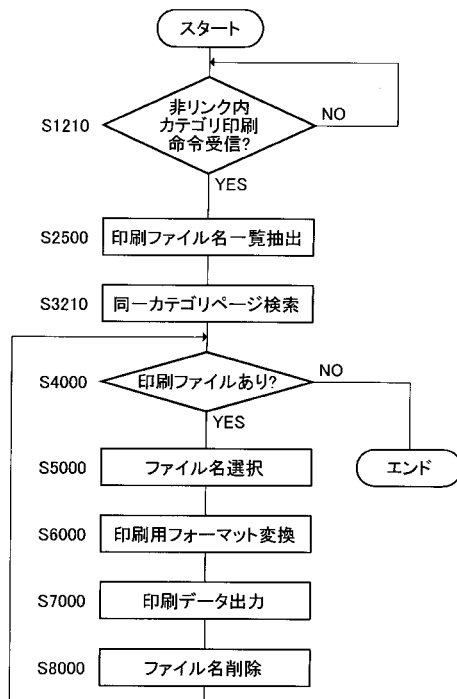 スタート
S1210
非リンク内
カテゴリ印刷
命令受信?
NO
YES
S2500
印刷ファイル名一覧抽出
S3210
同一カテゴリページ検索
S4000
印刷ファイルあり?
NO
YES
S5000
ファイル名選択
エンド
S6000
印刷用フォーマット変換
S7000
印刷データ出力
S8000
ファイル名削除